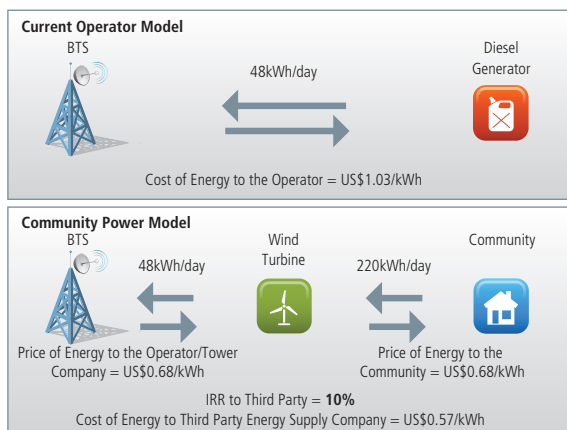 Current Operator Model
BTS
Diesel
Generator
48kWh/day
Cost of Energy to the Operator = US$1.03/kWh
Community Power Model
BTS
Wind
Turbine
Community
48kWh/day
220kWh/day
Price of Energy to the Operator/Tower
Company = US$0.68/kWh
Price of Energy to the
Community = US$0.68/kWh
IRR to Third Party = 10%
Cost of Energy to Third Party Energy Supply Company = US$0.57/kWh